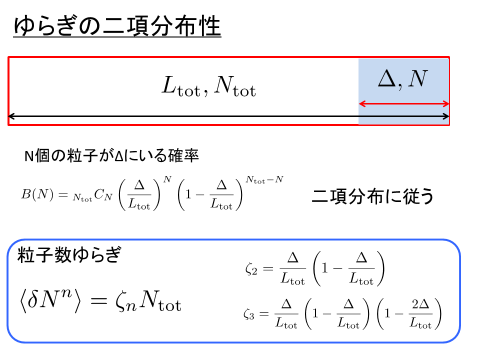 ゆらぎの二項分布性
L_tot, N_tot
Δ, N
N個の粒子がΔにいる確率
B(N) = _{N_tot}C_N (Δ/L_tot)^N (1 − Δ/L_tot)^{N_tot−N}
二項分布に従う
粒子数ゆらぎ
⟨δN^n⟩ = ζ_n N_tot
ζ_2 = Δ/L_tot (1 − Δ/L_tot)
ζ_3 = Δ/L_tot (1 − Δ/L_tot) (1 − 2Δ/L_tot)